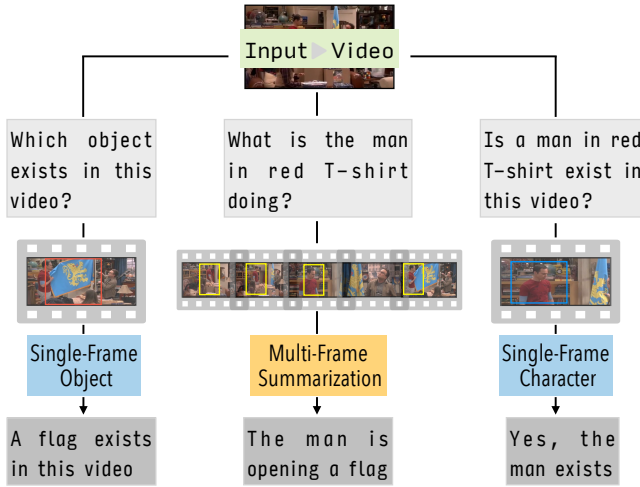 Input Video
Which object
exists in this
video?
What is the man
in red T-shirt
doing?
Is a man in red
T-shirt exist in
this video?
Single-Frame
Object
Multi-Frame
Summarization
Single-Frame
Character
A flag exists
in this video
The man is
opening a flag
Yes, the
man exists